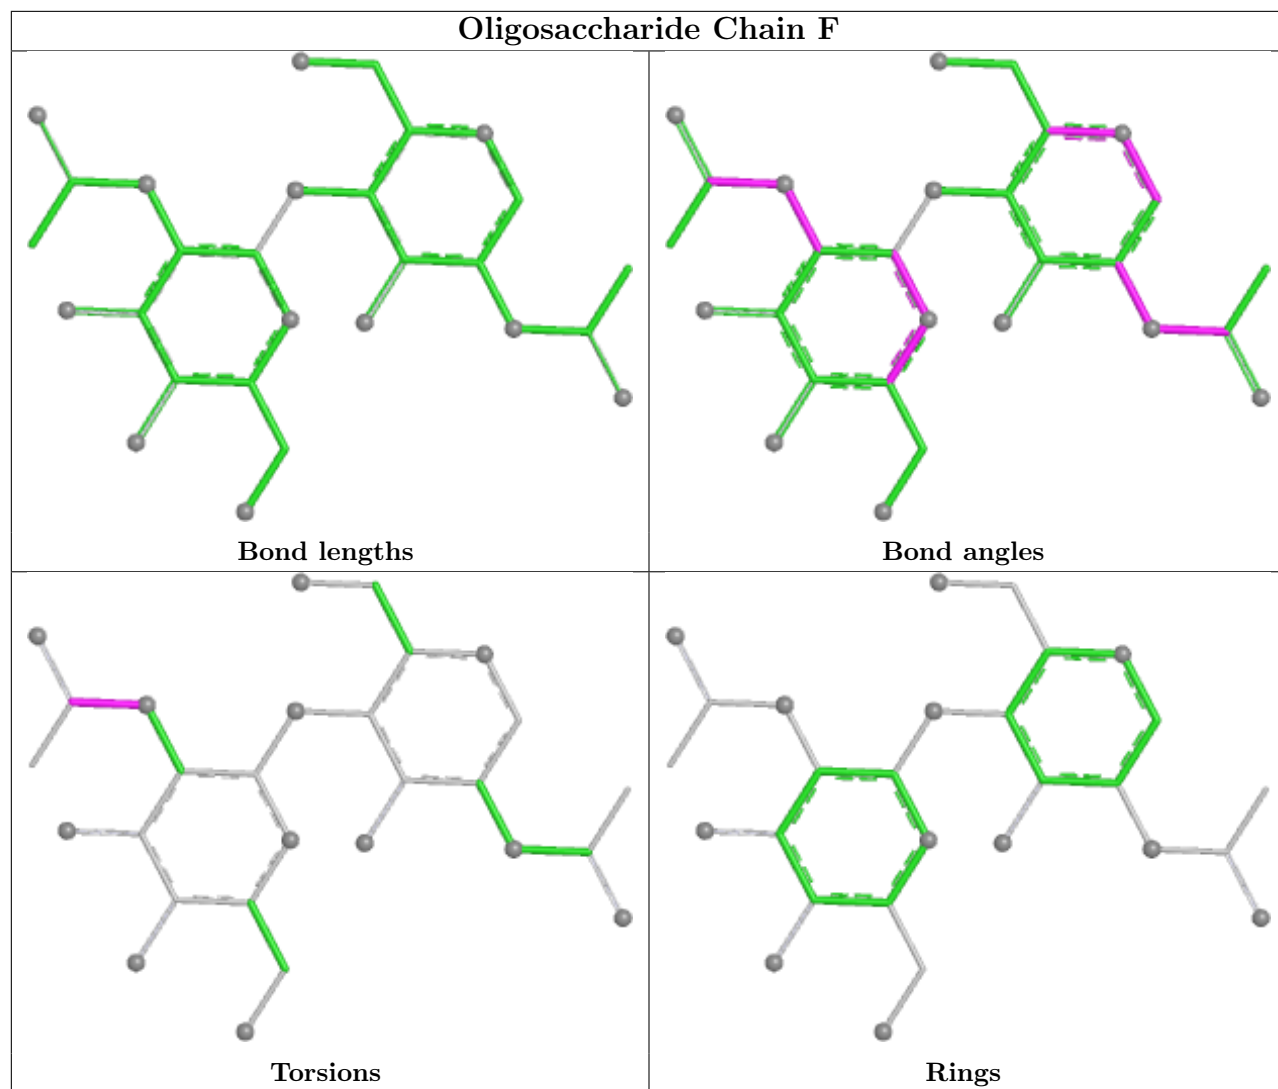 Oligosaccharide Chain F
Bond lengths
Bond angles
Torsions
Rings